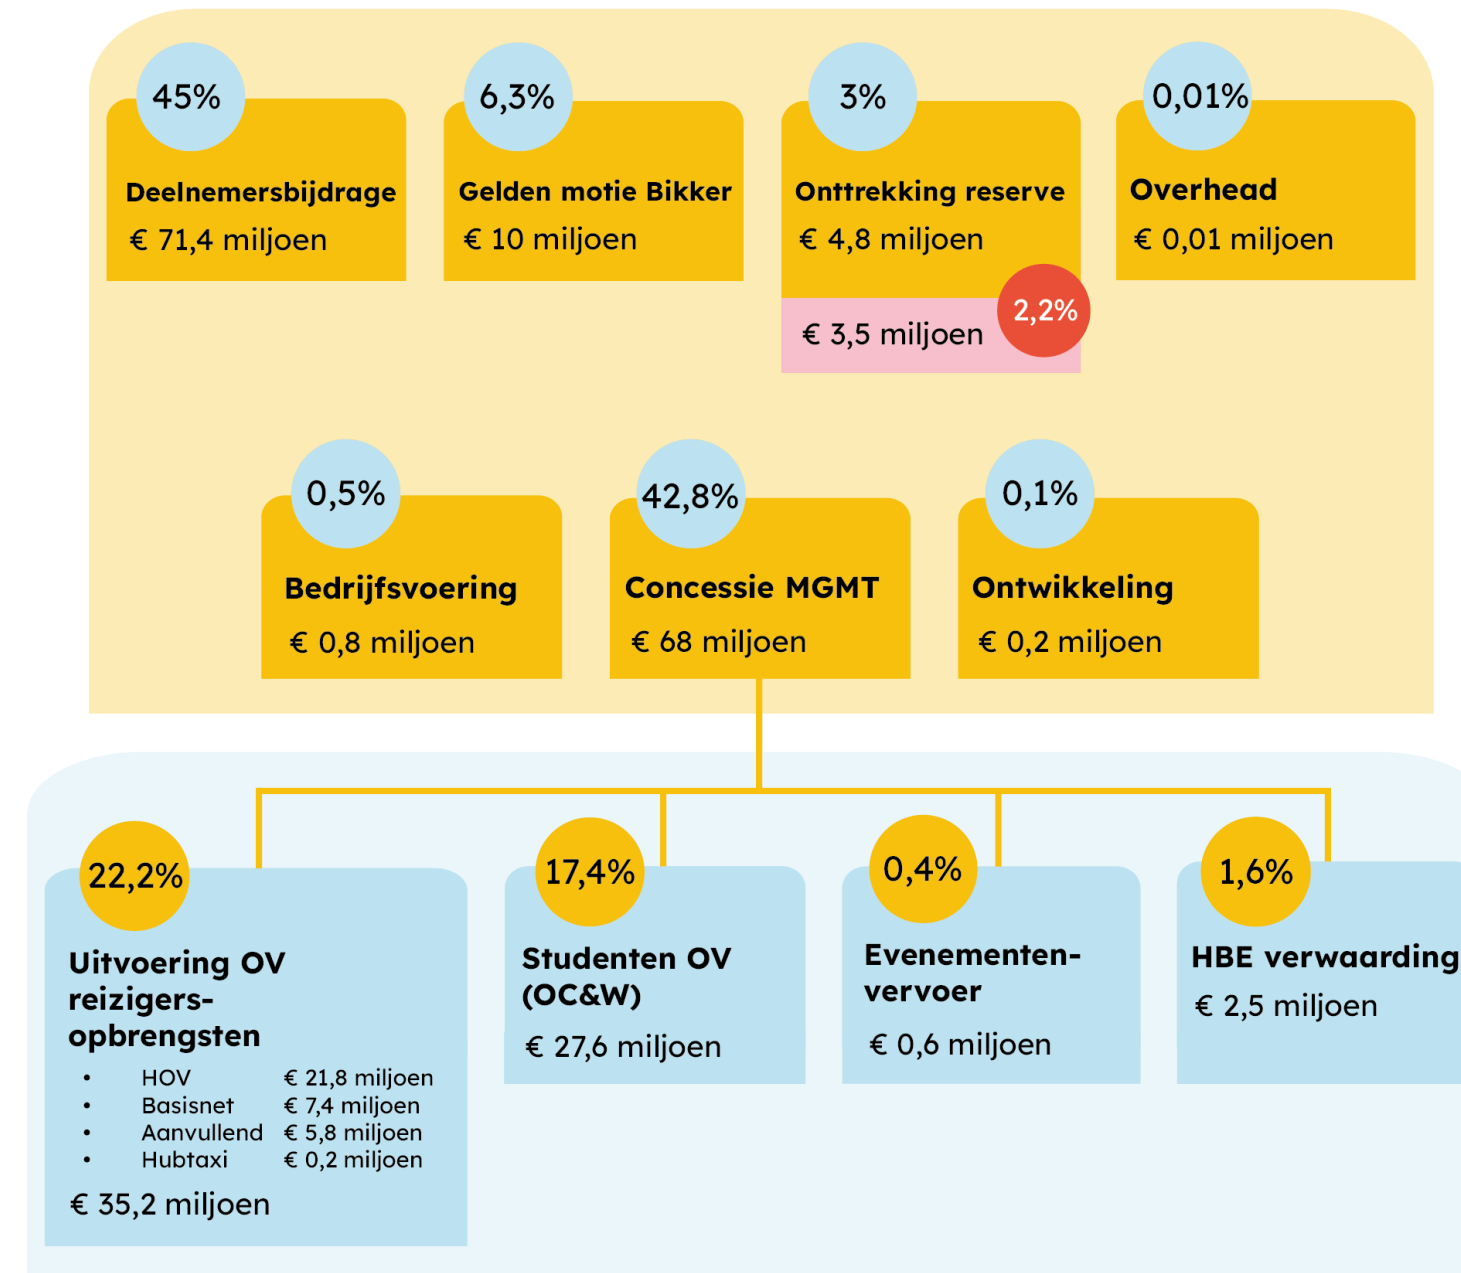 45%
Deelnemersbijdrage
€ 71,4 miljoen
6,3%
Gelden motie Bikker
€ 10 miljoen
3%
Onttrekking reserve
€ 4,8 miljoen
2,2%
€ 3,5 miljoen
0,01%
Overhead
€ 0,01 miljoen
0,5%
Bedrijfsvoering
€ 0,8 miljoen
42,8%
Concessie MGMT
€ 68 miljoen
0,1%
Ontwikkeling
€ 0,2 miljoen
22,2%
Uitvoering OV
reizigers-
opbrengsten
• HOV € 21,8 miljoen
• Basisnet € 7,4 miljoen
• Aanvullend € 5,8 miljoen
• Hubtaxi € 0,2 miljoen
€ 35,2 miljoen
17,4%
Studenten OV
(OC&W)
€ 27,6 miljoen
0,4%
Evenementen-
vervoer
€ 0,6 miljoen
1,6%
HBE verwaarding
€ 2,5 miljoen